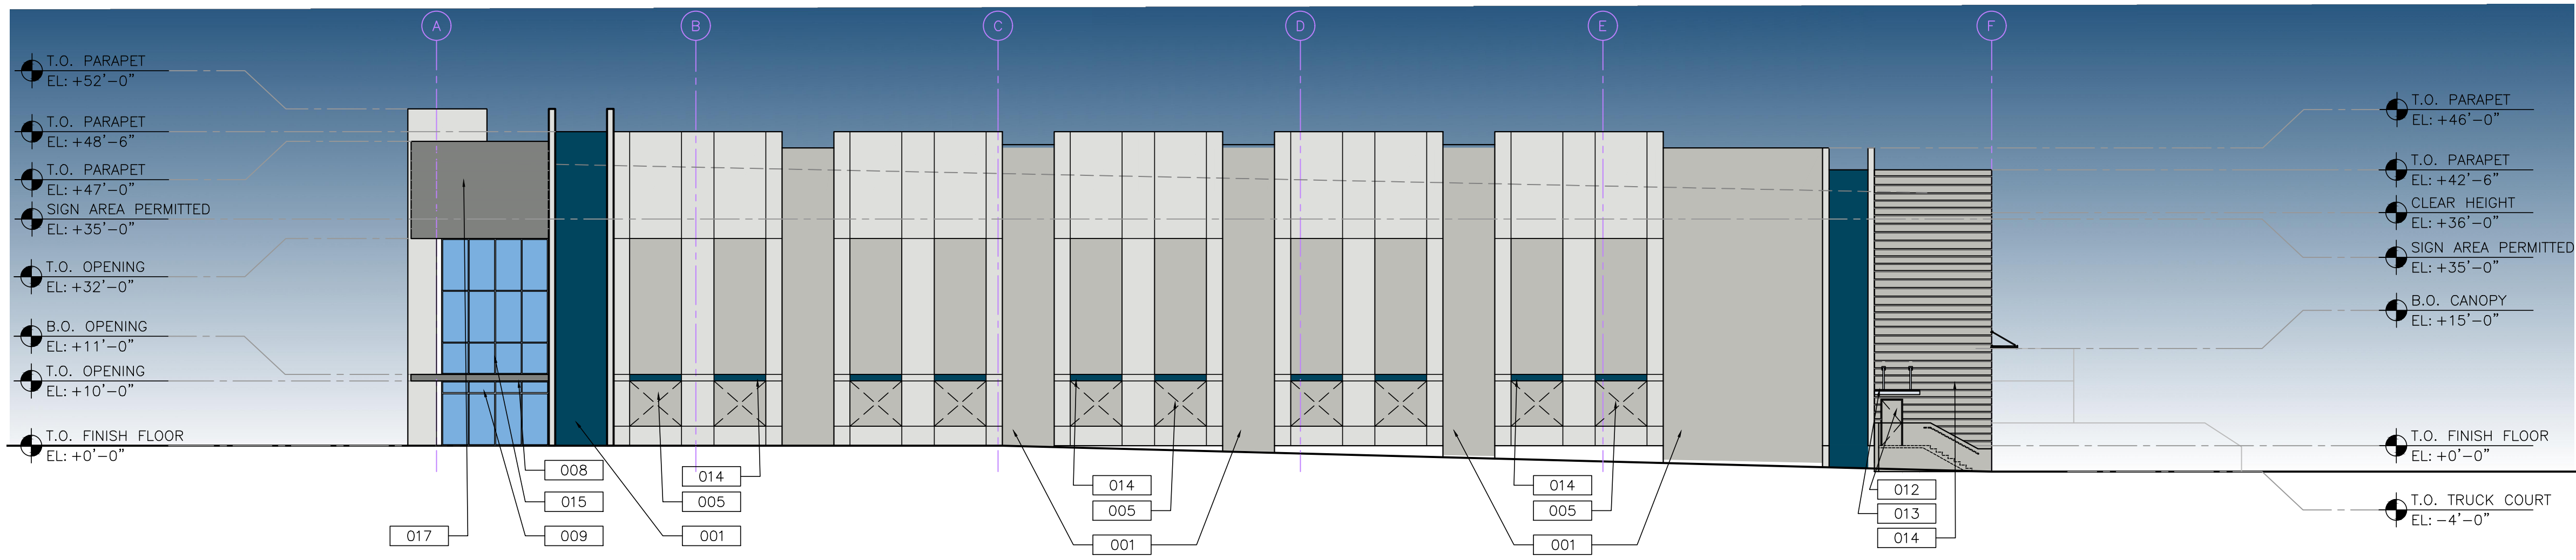 A
B
C
D
E
F
T.O. PARAPET
EL: +52'-0"
T.O. PARAPET
EL: +48'-6"
T.O. PARAPET
EL: +47'-0"
SIGN AREA PERMITTED
EL: +35'-0"
T.O. OPENING
EL: +32'-0"
B.O. OPENING
EL: +11'-0"
T.O. OPENING
EL: +10'-0"
T.O. FINISH FLOOR
EL: +0'-0"
T.O. PARAPET
EL: +46'-0"
T.O. PARAPET
EL: +42'-6"
CLEAR HEIGHT
EL: +36'-0"
SIGN AREA PERMITTED
EL: +35'-0"
B.O. CANOPY
EL: +15'-0"
T.O. FINISH FLOOR
EL: +0'-0"
T.O. TRUCK COURT
EL: -4'-0"
017
008
015
009
014
005
001
014
005
001
014
005
001
012
013
014